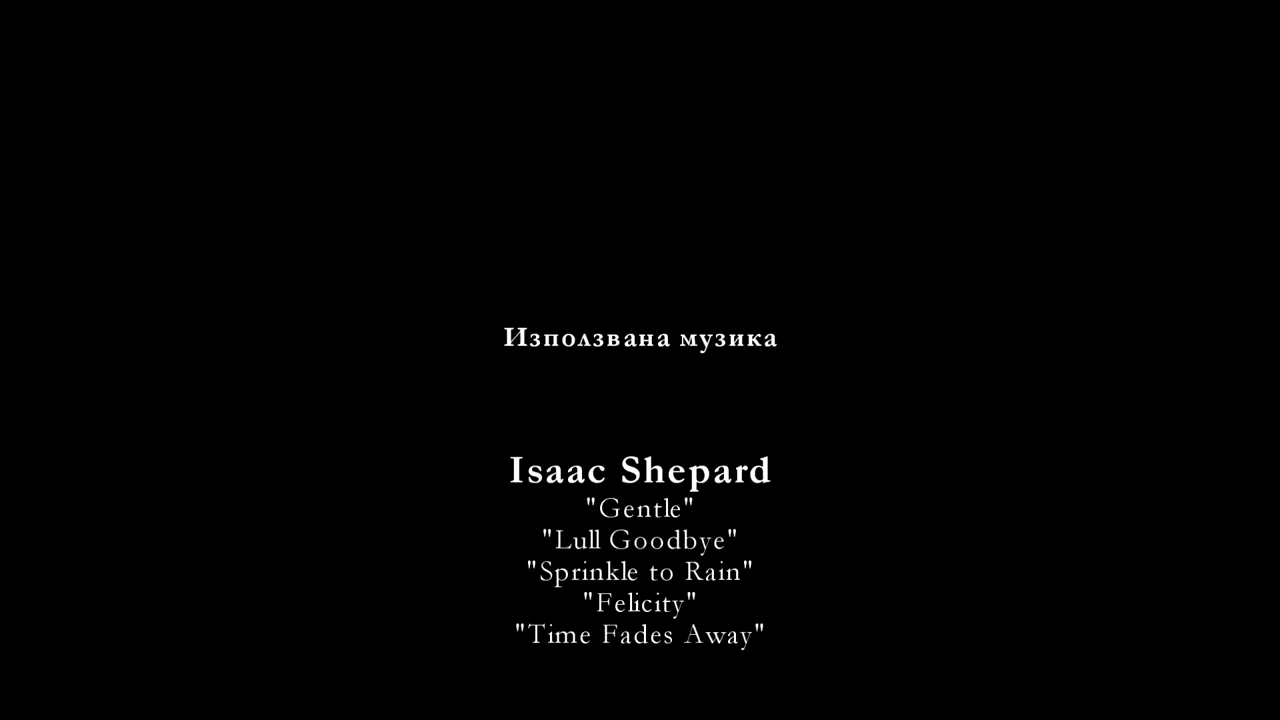 Използвана музика
Isaac Shepard
"Gentle"
"Lull Goodbye"
"Sprinkle to Rain"
"Felicity"
"Time Fades Away"